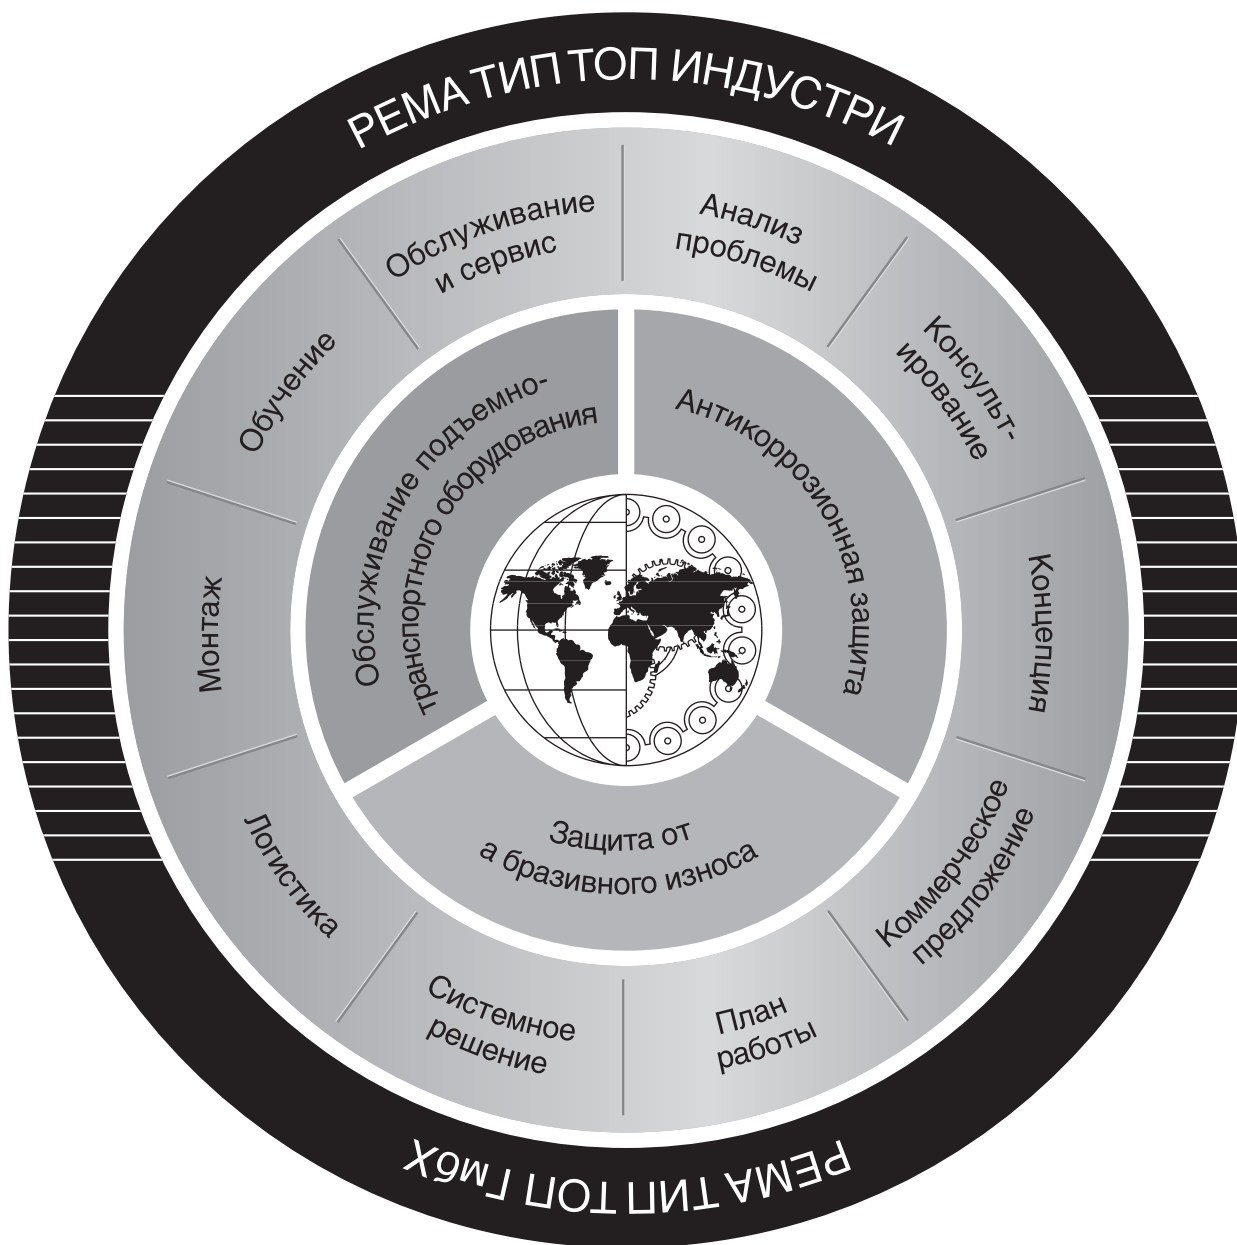 РЕМА ТИП ТОП ИНДУСТРИ
Анализ
проблемы
Консульт-
ирование
Концепция
Коммерческое
предложение
План
работы
Системное
решение
Логистика
Монтаж
Обучение
Обслуживание
и сервис
Антикоррозионная защита
Защита от
а бразивного износа
Обслуживание подъемно-
транспортного оборудования
РЕМА ТИП ТОП Гмбх